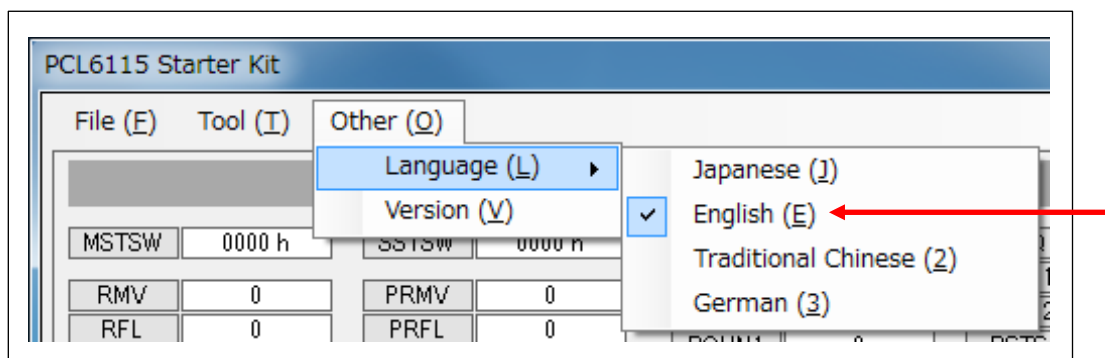 PCL6115 Starter Kit
File (F) Tool (T) Other (O)
Language (L)
Version (V)
Japanese (J)
English (E)
Traditional Chinese (2)
German (3)
MSTSW 0000 h SSTSW 0000 h
RMV 0 PRMV 0
RFL 0 PRFL 0